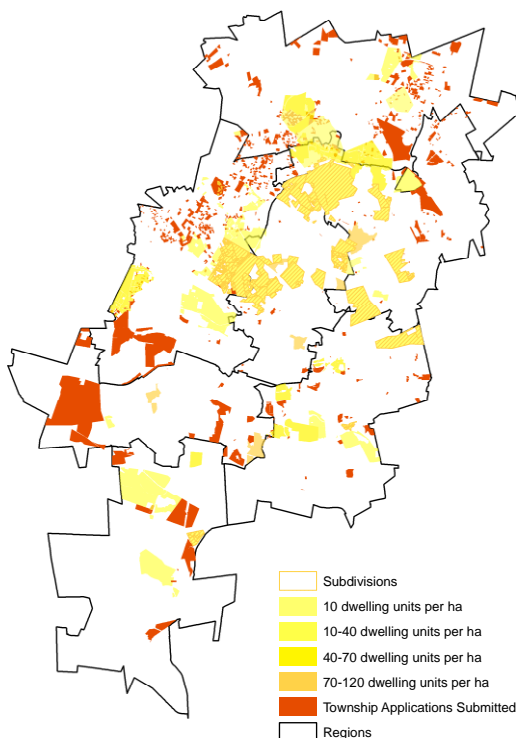 Subdivisions
10 dwelling units per ha
10-40 dwelling units per ha
40-70 dwelling units per ha
70-120 dwelling units per ha
Township Applications Submitted
Regions